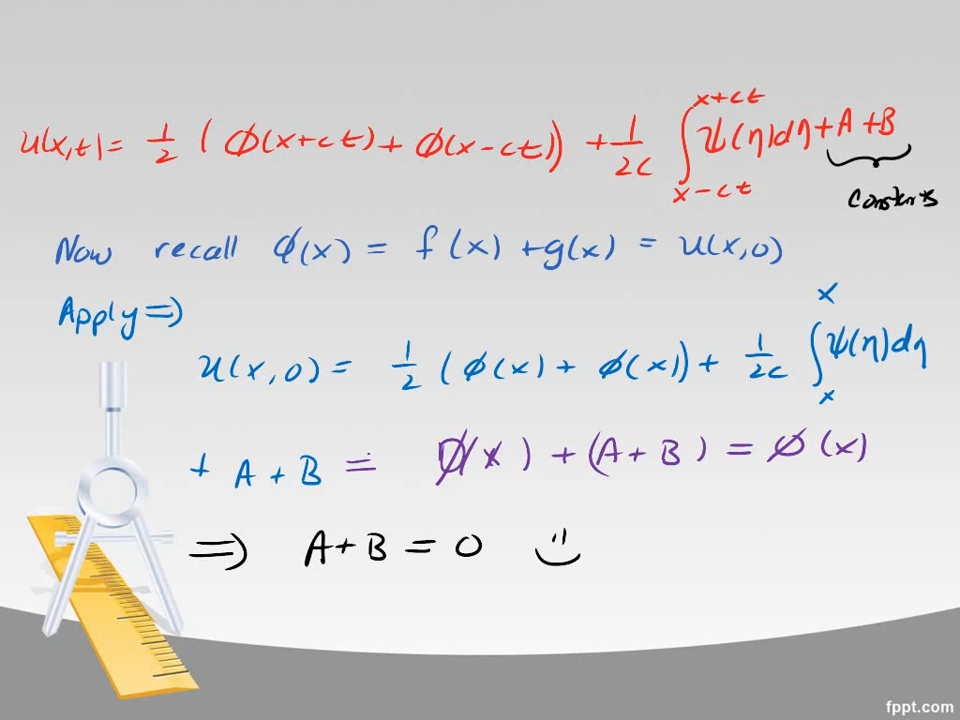 u(x,t) = 1/2 (φ(x+ct) + φ(x-ct)) + 1/2c ∫_{x-ct}^{x+ct} ψ(η)dη + A + B
Constants
Now recall φ(x) = f(x) + g(x) = u(x,0)
Apply ⇒
u(x,0) = 1/2 (φ(x) + φ(x)) + 1/2c ∫_x^x ψ(η)dη
+ A + B = φ(x) + (A + B) = φ(x)
⇒ A + B = 0 ¨⌣
fppt.com